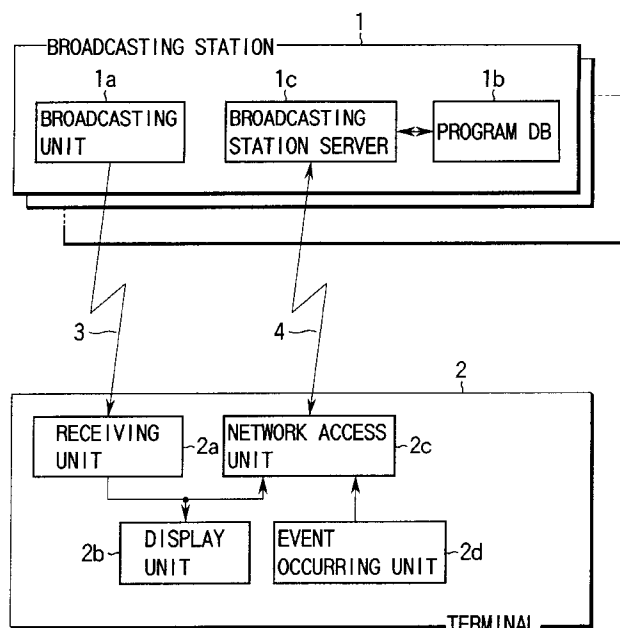 1
BROADCASTING STATION
1a
1c
1b
BROADCASTING
UNIT
BROADCASTING
STATION SERVER
PROGRAM DB
3
4
2
RECEIVING
UNIT
2a
NETWORK ACCESS
UNIT
2c
2b
DISPLAY
UNIT
EVENT
OCCURRING UNIT
2d
TERMINAL